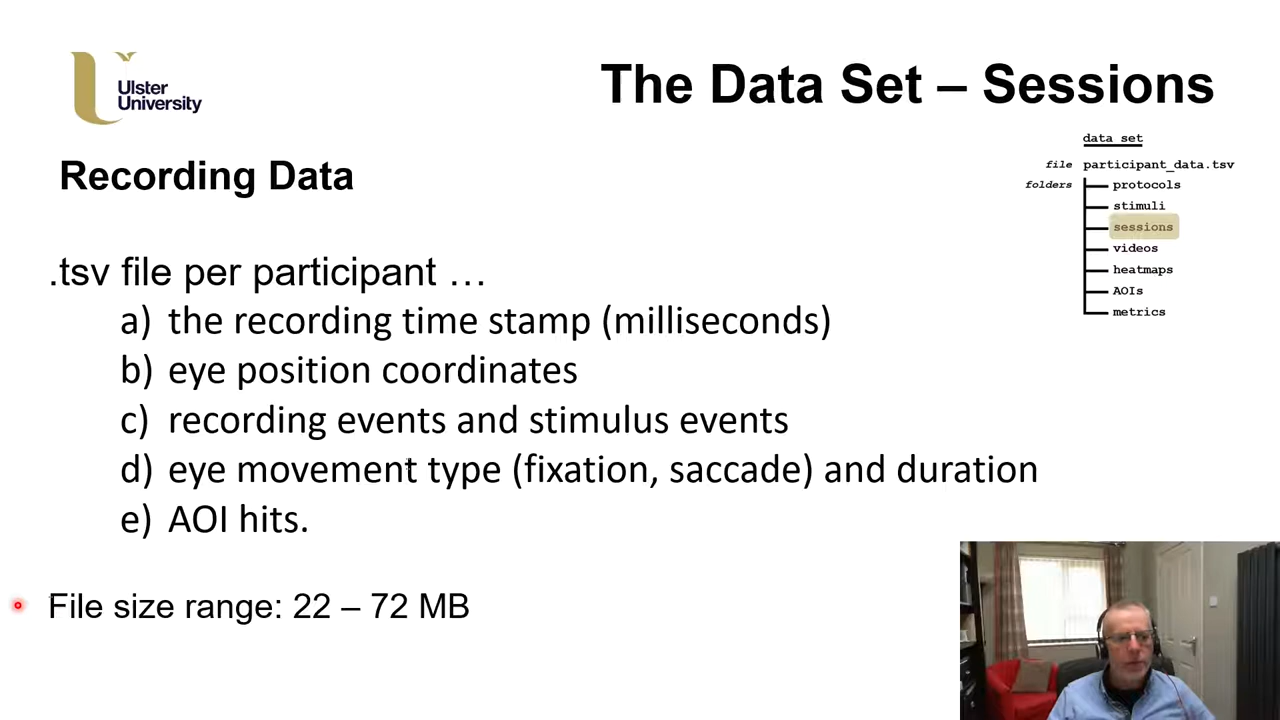 Ulster
University
The Data Set – Sessions
Recording Data
data set
file participant_data.tsv
folders protocols
stimuli
sessions
videos
heatmaps
AOIs
metrics
.tsv file per participant …
a) the recording time stamp (milliseconds)
b) eye position coordinates
c) recording events and stimulus events
d) eye movement type (fixation, saccade) and duration
e) AOI hits.
File size range: 22 – 72 MB